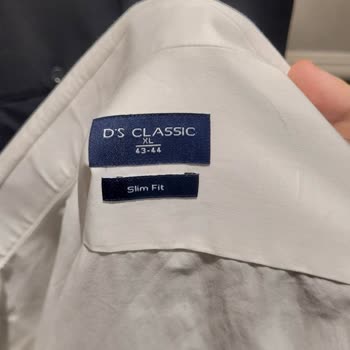 D'S CLASSIC
XL
43-44
Slim Fit